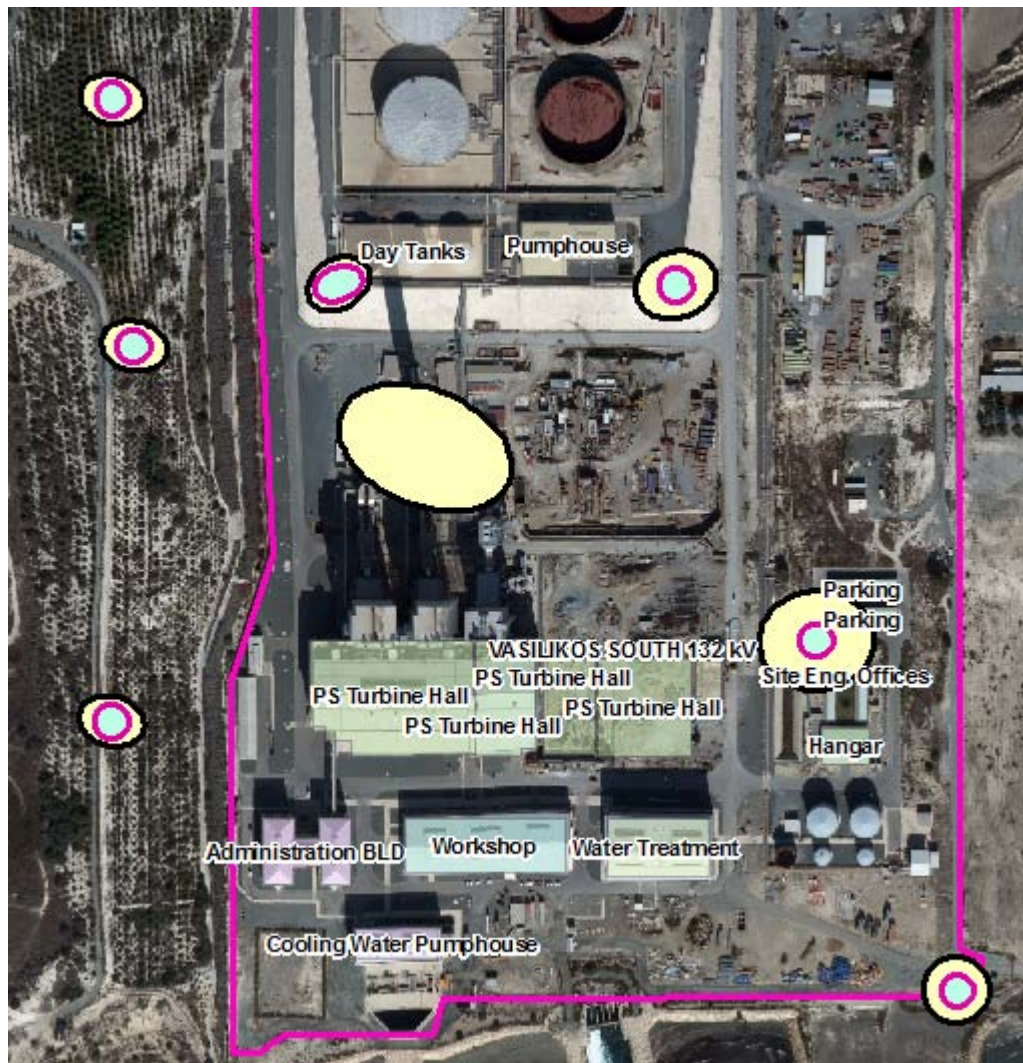 Day Tanks
Pumphouse
Parking
Parking
VASILIKOS SOUTH 132 kV
Site Eng. Offices
PS Turbine Hall
PS Turbine Hall
PS Turbine Hall
PS Turbine Hall
Hangar
Administration BLD
Workshop
Water Treatment
Cooling Water Pumphouse